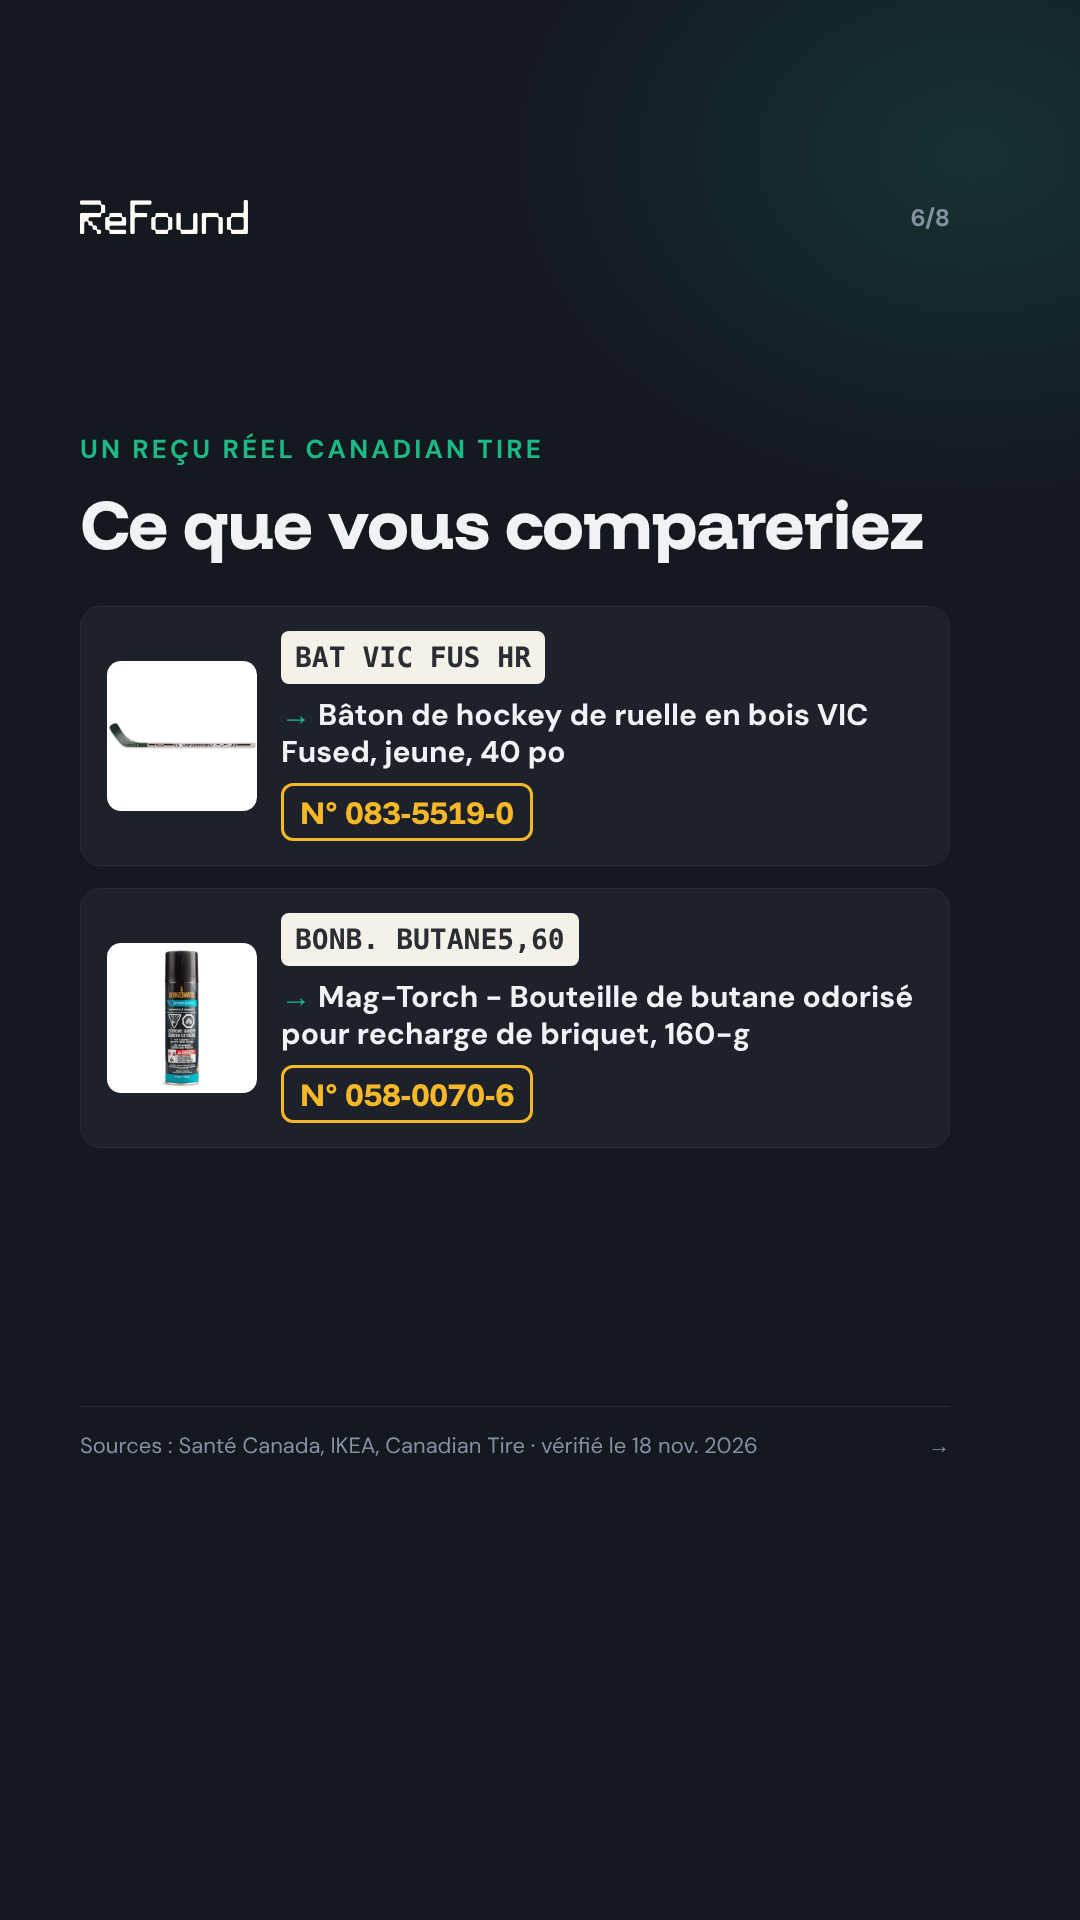 ReFound
6/8
UN REÇU RÉEL CANADIAN TIRE
Ce que vous compareriez
BAT VIC FUS HR
→ Bâton de hockey de ruelle en bois VIC
Fused, jeune, 40 po
N° 083-5519-0
BONB. BUTANE5,60
→ Mag-Torch - Bouteille de butane odorisé
pour recharge de briquet, 160-g
N° 058-0070-6
Sources : Santé Canada, IKEA, Canadian Tire · vérifié le 18 nov. 2026 →